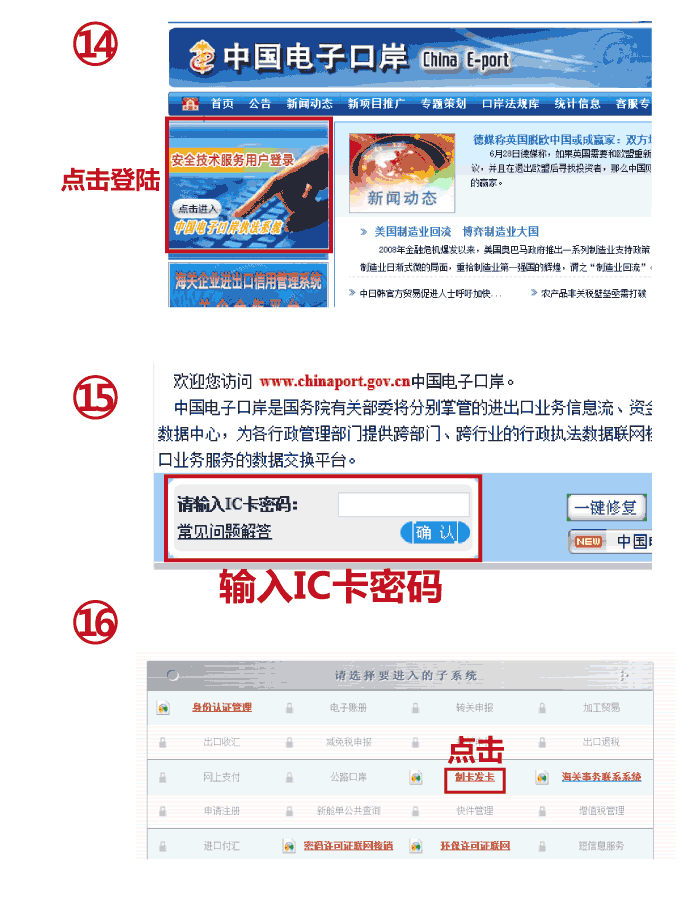 ⑭
中国电子口岸 China E-port
首页 公告 新闻动态 新项目推广 专题策划 口岸法规库 统计信息 客服专
安全技术服务用户登录
点击登陆
点击进入
中国电子口岸执法系统
海关企业进出口信用管理系统
新闻动态
德媒称英国脱欧中国或成赢家：双方
6月28日德媒称，如果英国需要和欧盟重新
议，并且在退出欧盟后寻找投资者，那么中国
的赢家。
» 美国制造业回流 博弈制造业大国
2008年金融危机爆发以来，美国奥巴马政府推出一系列制造业支持政策
制造业日渐式微的局面，重拾制造业第一强国的辉煌，谓之“制造业回流”
» 中日韩官方贸易促进人士呼吁加快... » 农产品非关税壁垒亟需打破
⑮
欢迎您访问 www.chinaport.gov.cn中国电子口岸。
中国电子口岸是国务院有关部委将分别掌管的进出口业务信息流、资金
数据中心，为各行政管理部门提供跨部门、跨行业的行政执法数据联网核
口业务服务的数据交换平台。
请输入IC卡密码：
一键修复
常见问题解答 确 认
NEW 中国电
输入IC卡密码
⑯
请选择要进入的子系统
身份认证管理 电子账册 转关申报 加工贸易
出口收汇 减免税申报 出口退税
点击
网上支付 公路口岸 制卡发卡 海关事务联系系统
申请注册 新舱单公共查询 快件管理 增值税管理
进口付汇 密码许可证联网核销 环保许可证联网 短信息服务